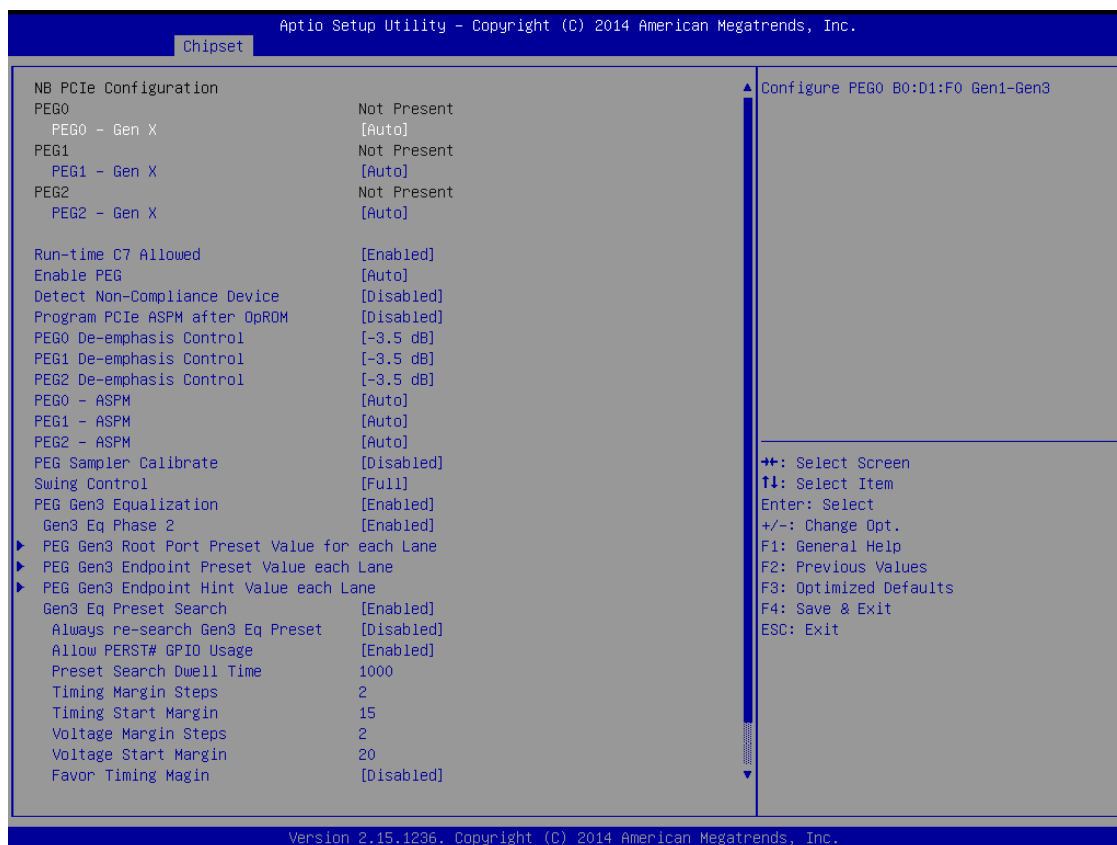 Aptio Setup Utility – Copyright (C) 2014 American Megatrends, Inc.
Chipset
NB PCIe Configuration
PEG0 Not Present
PEG0 – Gen X [Auto]
PEG1 Not Present
PEG1 – Gen X [Auto]
PEG2 Not Present
PEG2 – Gen X [Auto]
Run-time C7 Allowed [Enabled]
Enable PEG [Auto]
Detect Non-Compliance Device [Disabled]
Program PCIe ASPM after OpROM [Disabled]
PEG0 De-emphasis Control [-3.5 dB]
PEG1 De-emphasis Control [-3.5 dB]
PEG2 De-emphasis Control [-3.5 dB]
PEG0 – ASPM [Auto]
PEG1 – ASPM [Auto]
PEG2 – ASPM [Auto]
PEG Sampler Calibrate [Disabled]
Swing Control [Full]
PEG Gen3 Equalization [Enabled]
Gen3 Eq Phase 2 [Enabled]
PEG Gen3 Root Port Preset Value for each Lane
PEG Gen3 Endpoint Preset Value each Lane
PEG Gen3 Endpoint Hint Value each Lane
Gen3 Eq Preset Search [Enabled]
Always re-search Gen3 Eq Preset [Disabled]
Allow PERST# GPIO Usage [Enabled]
Preset Search Dwell Time 1000
Timing Margin Steps 2
Timing Start Margin 15
Voltage Margin Steps 2
Voltage Start Margin 20
Favor Timing Magin [Disabled]
Configure PEG0 B0:D1:F0 Gen1-Gen3
→←: Select Screen
↑↓: Select Item
Enter: Select
+/-: Change Opt.
F1: General Help
F2: Previous Values
F3: Optimized Defaults
F4: Save & Exit
ESC: Exit
Version 2.15.1236. Copyright (C) 2014 American Megatrends, Inc.